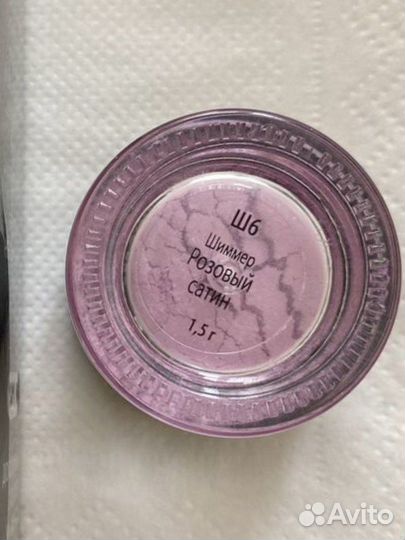 Ш6
Шиммер
Розовый
сатин
1,5 г
Avito